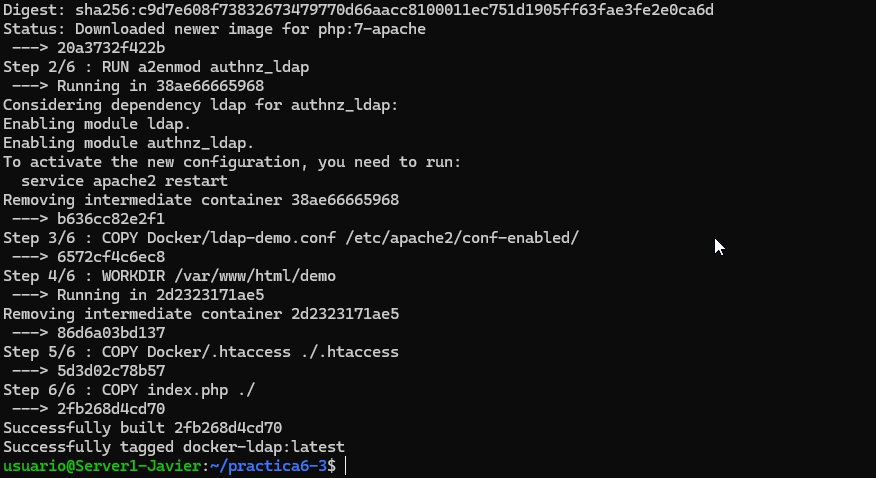 Digest: sha256:c9d7e608f73832673479770d66aacc8100011ec751d1905ff63fae3fe2e0ca6d
Status: Downloaded newer image for php:7-apache
 ---> 20a3732f422b
Step 2/6 : RUN a2enmod authnz_ldap
 ---> Running in 38ae66665968
Considering dependency ldap for authnz_ldap:
Enabling module ldap.
Enabling module authnz_ldap.
To activate the new configuration, you need to run:
  service apache2 restart
Removing intermediate container 38ae66665968
 ---> b636cc82e2f1
Step 3/6 : COPY Docker/ldap-demo.conf /etc/apache2/conf-enabled/
 ---> 6572cf4c6ec8
Step 4/6 : WORKDIR /var/www/html/demo
 ---> Running in 2d2323171ae5
Removing intermediate container 2d2323171ae5
 ---> 86d6a03bd137
Step 5/6 : COPY Docker/.htaccess ./.htaccess
 ---> 5d3d02c78b57
Step 6/6 : COPY index.php ./
 ---> 2fb268d4cd70
Successfully built 2fb268d4cd70
Successfully tagged docker-ldap:latest
usuario@Server1-Javier:~/practica6-3$